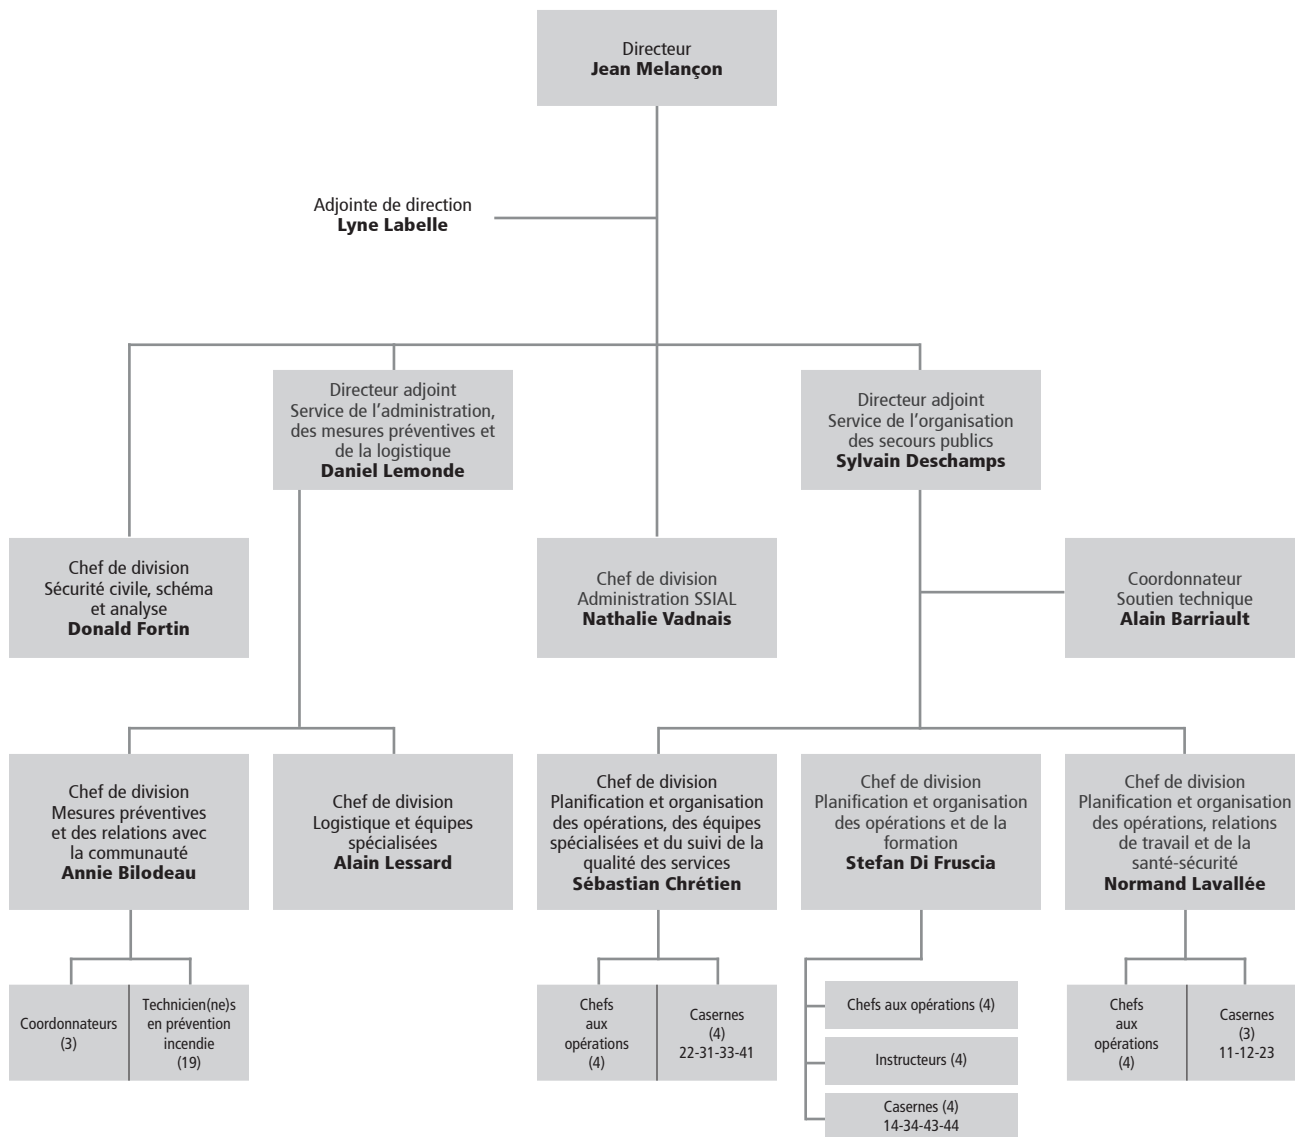 Directeur
Jean Melançon
Adjointe de direction
Lyne Labelle
Directeur adjoint
Service de l’administration,
des mesures préventives et
de la logistique
Daniel Lemonde
Directeur adjoint
Service de l’organisation
des secours publics
Sylvain Deschamps
Chef de division
Sécurité civile, schéma
et analyse
Donald Fortin
Chef de division
Administration SSIAL
Nathalie Vadnais
Coordonnateur
Soutien technique
Alain Barriault
Chef de division
Mesures préventives
et des relations avec
la communauté
Annie Bilodeau
Chef de division
Logistique et équipes
spécialisées
Alain Lessard
Chef de division
Planification et organisation
des opérations, des équipes
spécialisées et du suivi de la
qualité des services
Sébastian Chrétien
Chef de division
Planification et organisation
des opérations et de la
formation
Stefan Di Fruscia
Chef de division
Planification et organisation
des opérations, relations
de travail et de la
santé-sécurité
Normand Lavallée
Coordonnateurs
(3)
Technicien(ne)s
en prévention
incendie
(19)
Chefs
aux
opérations
(4)
Casernes
(4)
22-31-33-41
Chefs aux opérations (4)
Instructeurs (4)
Casernes (4)
14-34-43-44
Chefs
aux
opérations
(4)
Casernes
(3)
11-12-23